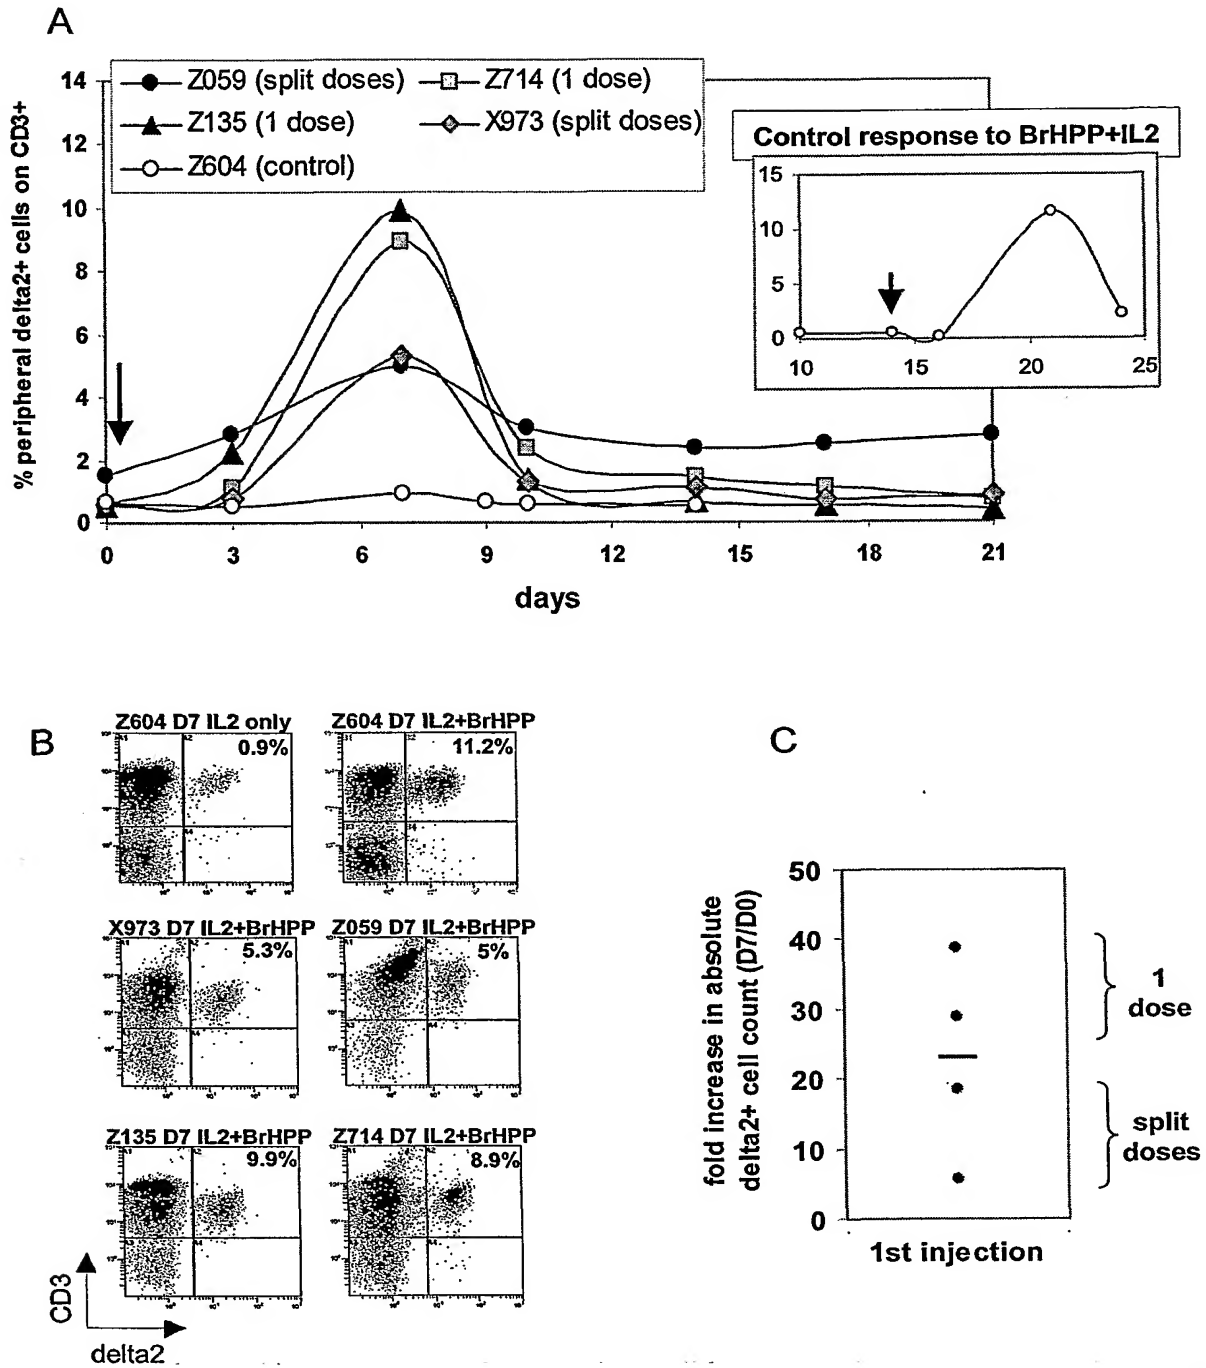 A
Z059 (split doses)
Z714 (1 dose)
Z135 (1 dose)
X973 (split doses)
Z604 (control)
% peripheral delta2+ cells on CD3+
14
12
10
8
6
4
2
0
0 3 6 9 12 15 18 21
days
Control response to BrHPP+IL2
15
10
5
0
10 15 20 25
B
Z604 D7 IL2 only
0.9%
Z604 D7 IL2+BrHPP
11.2%
X973 D7 IL2+BrHPP
5.3%
Z059 D7 IL2+BrHPP
5%
Z135 D7 IL2+BrHPP
9.9%
Z714 D7 IL2+BrHPP
8.9%
CD3
delta2
C
fold increase in absolute
delta2+ cell count (D7/D0)
50
40
30
20
10
0
1
dose
split
doses
1st injection